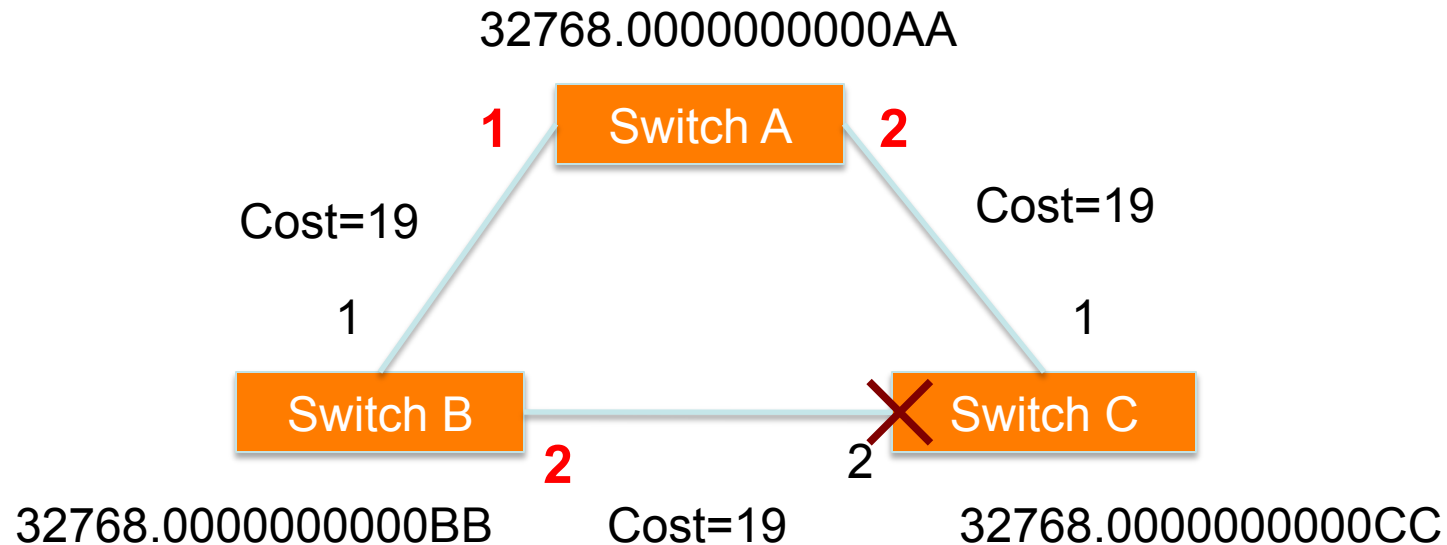 32768.0000000000AA
1
Switch A
2
Cost=19
Cost=19
1
1
Switch B
Switch C
2
2
32768.0000000000BB
Cost=19
32768.0000000000CC